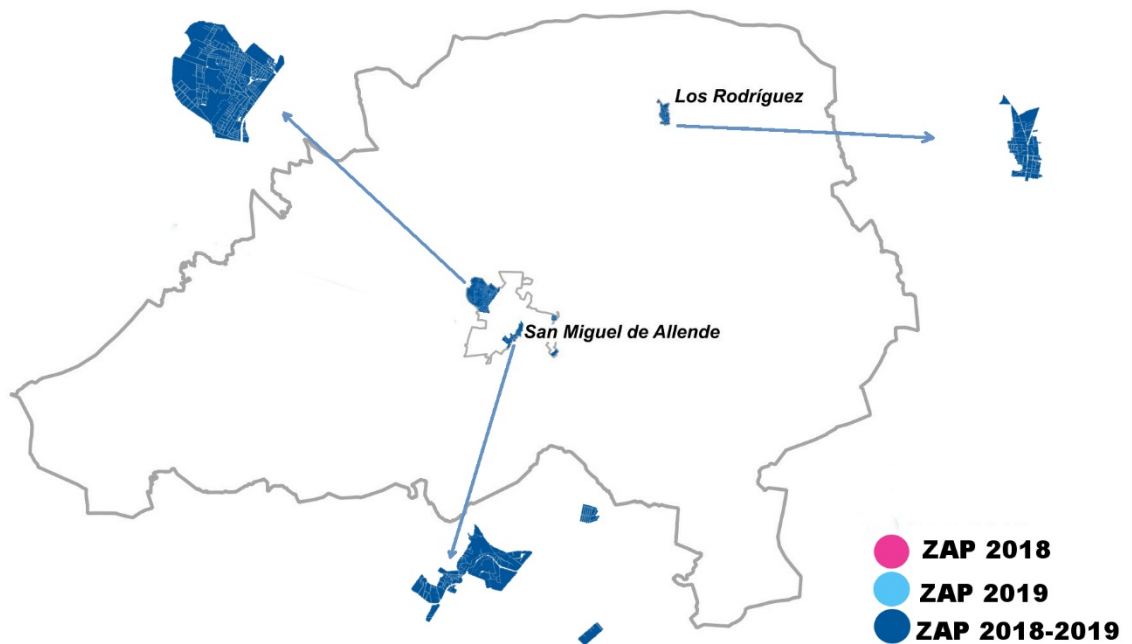 Los Rodríguez
San Miguel de Allende
ZAP 2018
ZAP 2019
ZAP 2018-2019